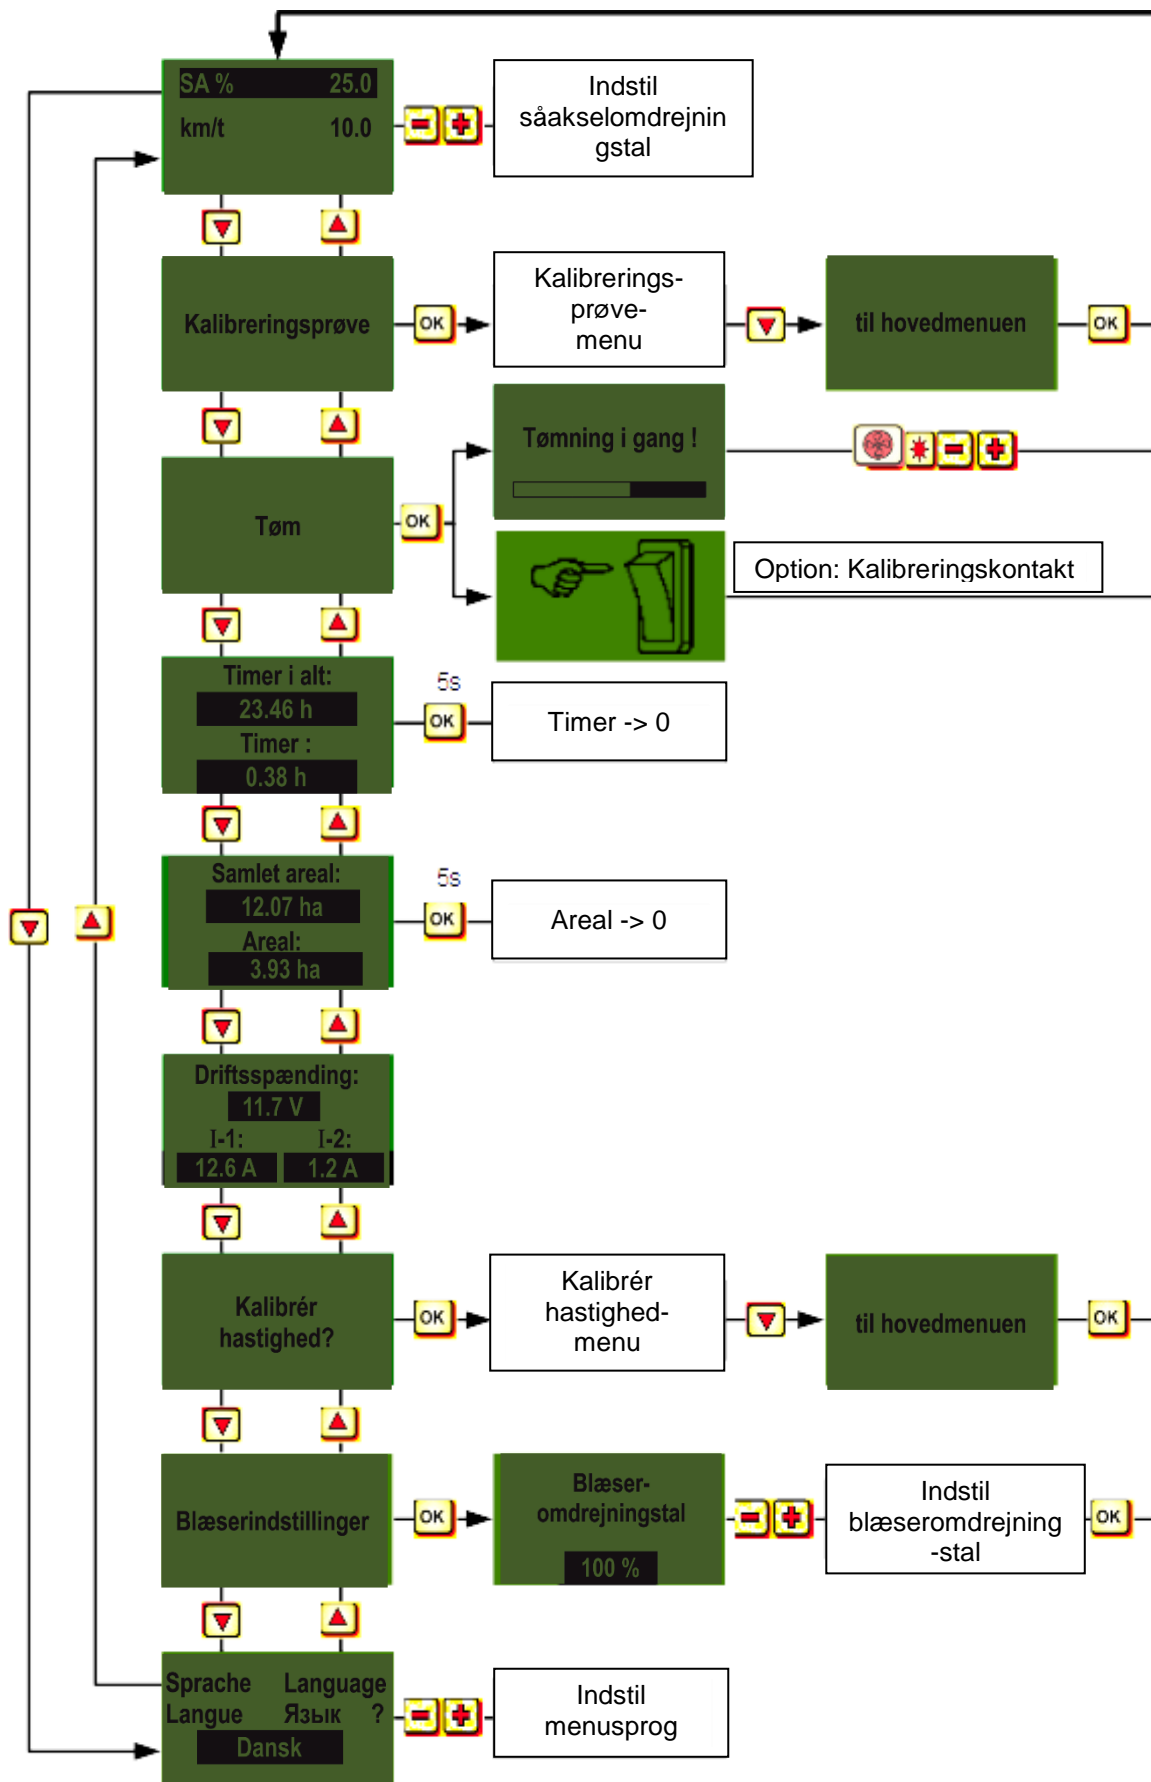 SA % 25.0
km/t 10.0
Indstil
såakselomdrejnin
gstal
Kalibreringsprøve
OK
Kalibrerings-
prøve-
menu
til hovedmenuen
OK
Tøm
OK
Tømning i gang !
Option: Kalibreringskontakt
Timer i alt:
23.46 h
Timer :
0.38 h
5s
OK
Timer -> 0
Samlet areal:
12.07 ha
Areal:
3.93 ha
5s
OK
Areal -> 0
Driftsspænding:
11.7 V
I-1: I-2:
12.6 A 1.2 A
Kalibrér
hastighed?
OK
Kalibrér
hastighed-
menu
til hovedmenuen
OK
Blæserindstillinger
OK
Blæser-
omdrejningstal
100 %
Indstil
blæseromdrejning
-stal
OK
Sprache Language
Langue Язык ?
Dansk
Indstil
menusprog